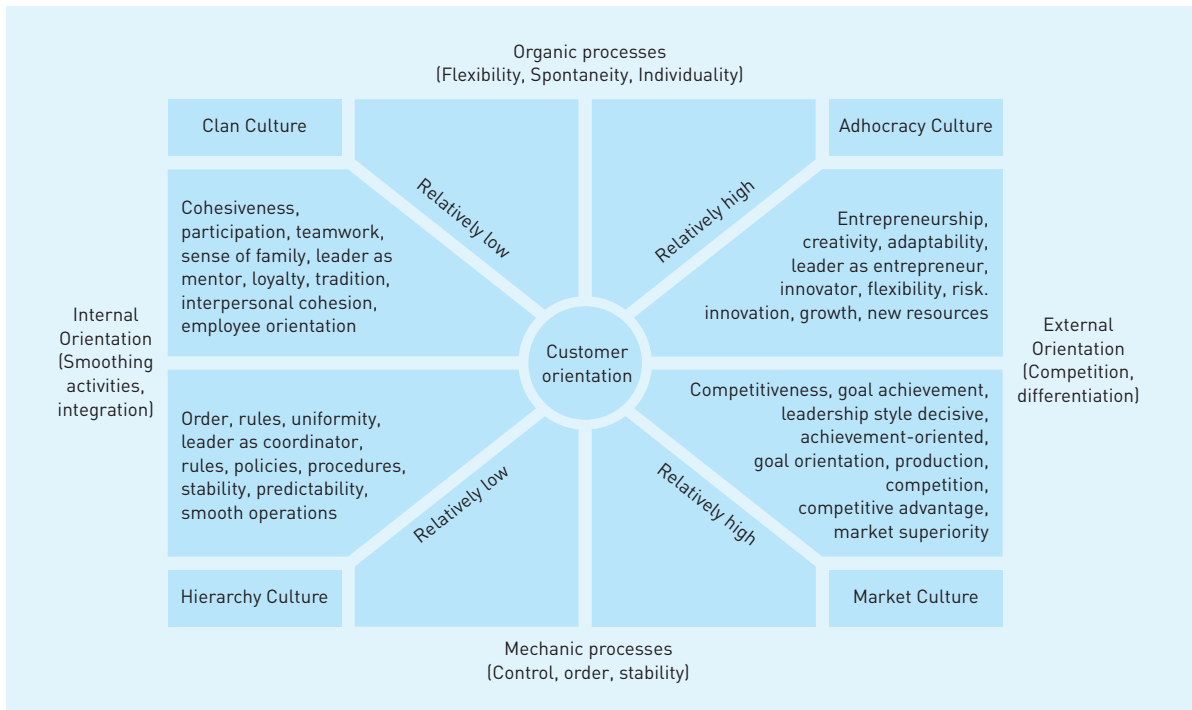 Organic processes
(Flexibility, Spontaneity, Individuality)
Clan Culture
Adhocracy Culture
Relatively low
Relatively high
Cohesiveness,
participation, teamwork,
sense of family, leader as
mentor, loyalty, tradition,
interpersonal cohesion,
employee orientation
Entrepreneurship,
creativity, adaptability,
leader as entrepreneur,
innovator, flexibility, risk.
innovation, growth, new resources
Internal
Orientation
(Smoothing
activities,
integration)
Customer
orientation
External
Orientation
(Competition,
differentiation)
Order, rules, uniformity,
leader as coordinator,
rules, policies, procedures,
stability, predictability,
smooth operations
Competitiveness, goal achievement,
leadership style decisive,
achievement-oriented,
goal orientation, production,
competition,
competitive advantage,
market superiority
Relatively low
Relatively high
Hierarchy Culture
Market Culture
Mechanic processes
(Control, order, stability)